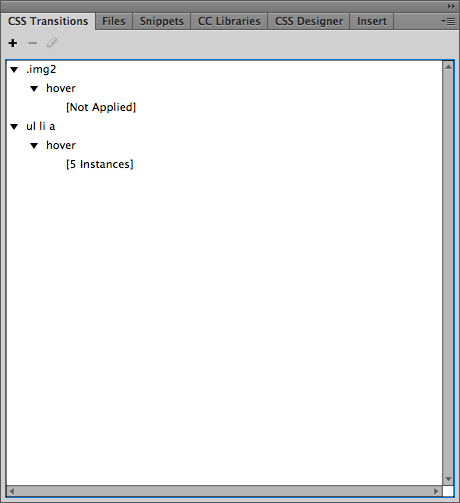 CSS Transitions Files Snippets CC Libraries CSS Designer Insert
.img2
hover
[Not Applied]
ul li a
hover
[5 Instances]